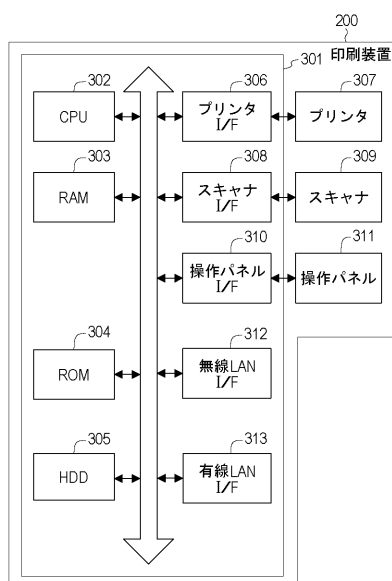 200
印刷装置
301
302
CPU
306
プリンタ
I/F
307
プリンタ
303
RAM
308
スキャナ
I/F
309
スキャナ
310
操作パネル
I/F
311
操作パネル
304
ROM
312
無線LAN
I/F
305
HDD
313
有線LAN
I/F